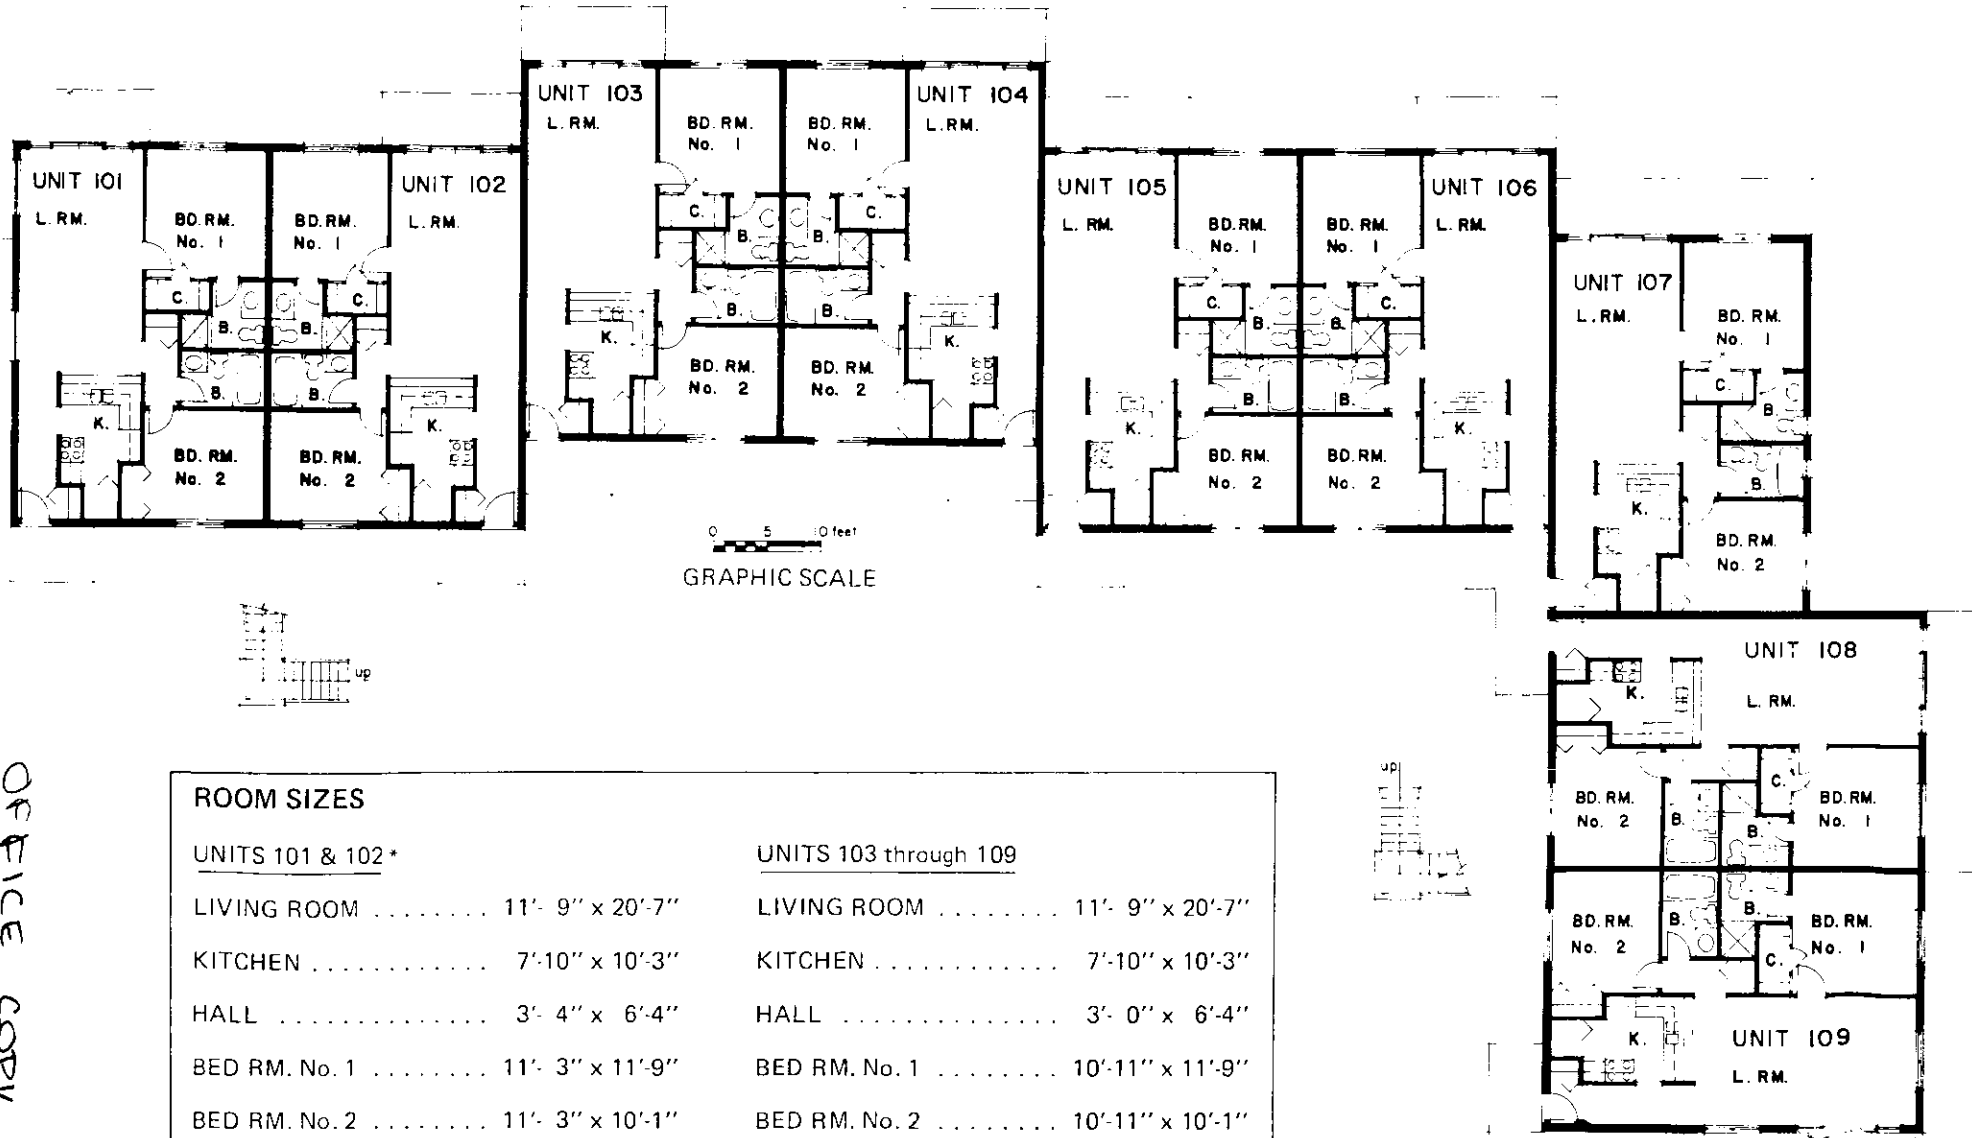 UNIT 101
L. RM.
BD. RM.
No. 1
C.
B.
B.
K.
BD. RM.
No. 2
UNIT 102
L. RM.
BD. RM.
No. 1
C.
B.
B.
K.
BD. RM.
No. 2
UNIT 103
L. RM.
BD. RM.
No. 1
C.
B.
B.
K.
BD. RM.
No. 2
UNIT 104
L. RM.
BD. RM.
No. 1
C.
B.
B.
K.
BD. RM.
No. 2
UNIT 105
L. RM.
BD. RM.
No. 1
C.
B.
B.
K.
BD. RM.
No. 2
UNIT 106
L. RM.
BD. RM.
No. 1
C.
B.
B.
K.
BD. RM.
No. 2
UNIT 107
L. RM.
BD. RM.
No. 1
C.
B.
B.
K.
BD. RM.
No. 2
0 5 10 feet
GRAPHIC SCALE
up
UNIT 108
K.
L. RM.
BD. RM.
No. 2
B.
B.
C.
BD. RM.
No. 1
up
BD. RM.
No. 2
B.
B.
C.
BD. RM.
No. 1
K.
UNIT 109
L. RM.
OFFICE COPY
ROOM SIZES
UNITS 101 & 102*
LIVING ROOM ........ 11'- 9" x 20'-7"
KITCHEN ............. 7'-10" x 10'-3"
HALL ............... 3'- 4" x 6'-4"
BED RM. No. 1 ........ 11'- 3" x 11'-9"
BED RM. No. 2 ........ 11'- 3" x 10'-1"
UNITS 103 through 109
LIVING ROOM ........ 11'- 9" x 20'-7"
KITCHEN ............. 7'-10" x 10'-3"
HALL ............... 3'- 0" x 6'-4"
BED RM. No. 1 ........ 10'-11" x 11'-9"
BED RM. No. 2 ........ 10'-11" x 10'-1"